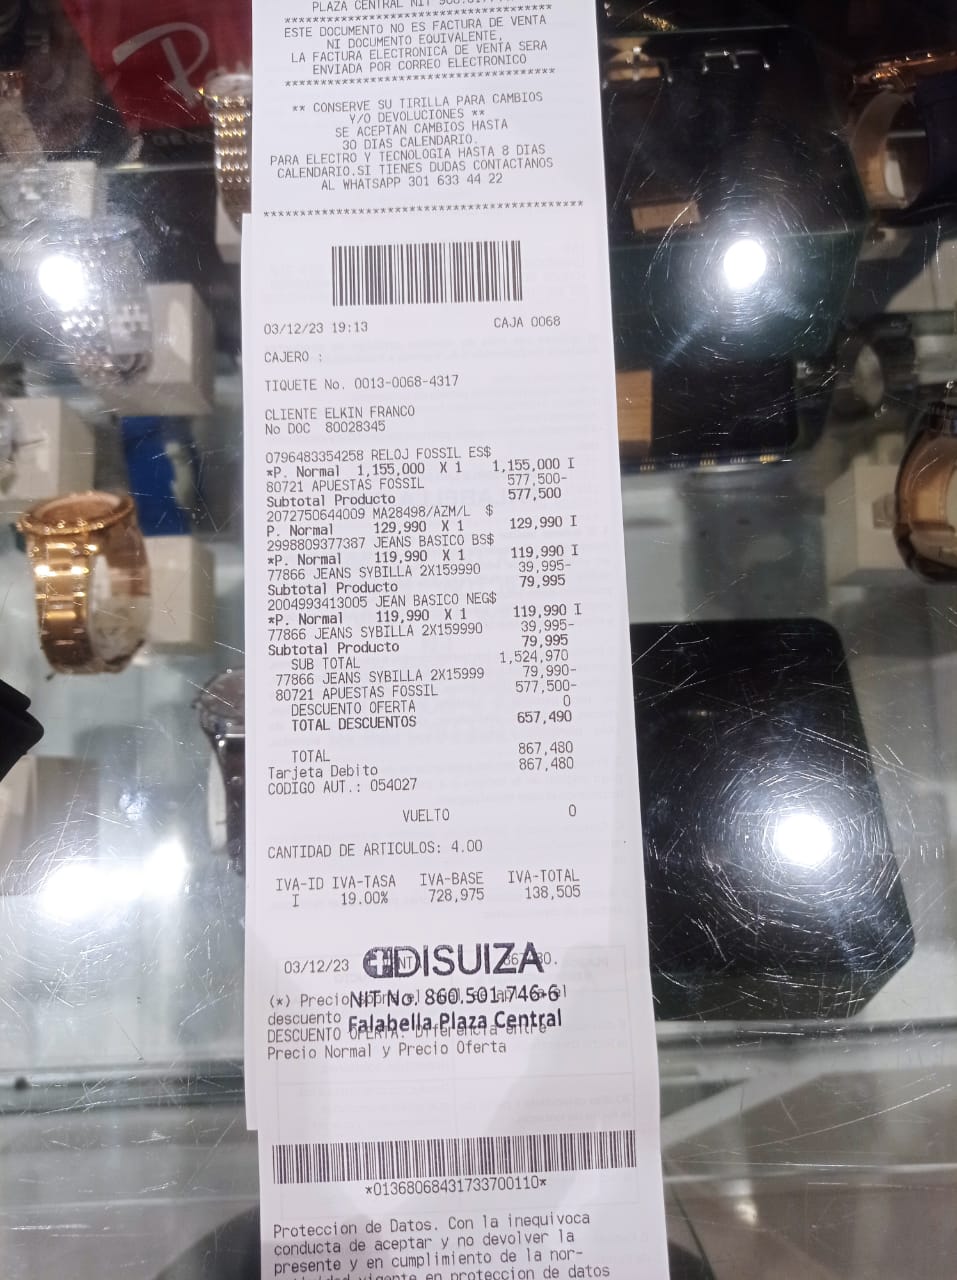 PLAZA CENTRAL NIT
*****************************************
ESTE DOCUMENTO NO ES FACTURA DE VENTA
NI DOCUMENTO EQUIVALENTE,
LA FACTURA ELECTRONICA DE VENTA SERA
ENVIADA POR CORREO ELECTRONICO
*****************************************
** CONSERVE SU TIRILLA PARA CAMBIOS
Y/O DEVOLUCIONES **
SE ACEPTAN CAMBIOS HASTA
30 DIAS CALENDARIO.
PARA ELECTRO Y TECNOLOGIA HASTA 8 DIAS
CALENDARIO.SI TIENES DUDAS CONTACTANOS
AL WHATSAPP 301 633 44 22
*****************************************
03/12/23 19:13 CAJA 0068
CAJERO :
TIQUETE No. 0013-0068-4317
CLIENTE ELKIN FRANCO
No DOC 80028345
0796483354258 RELOJ FOSSIL ES$
*P. Normal 1,155,000 X 1 1,155,000 I
80721 APUESTAS FOSSIL 577,500-
Subtotal Producto 577,500
2072750644009 MA28498/AZM/L $
P. Normal 129,990 X 1 129,990 I
2998809377387 JEANS BASICO BS$
*P. Normal 119,990 X 1 119,990 I
77866 JEANS SYBILLA 2X159990 39,995-
Subtotal Producto 79,995
2004993413005 JEAN BASICO NEG$
*P. Normal 119,990 X 1 119,990 I
77866 JEANS SYBILLA 2X159990 39,995-
Subtotal Producto 79,995
SUB TOTAL 1,524,970
77866 JEANS SYBILLA 2X15999 79,990-
80721 APUESTAS FOSSIL 577,500-
DESCUENTO OFERTA 0
TOTAL DESCUENTOS 657,490
TOTAL 867,480
Tarjeta Debito 867,480
CODIGO AUT.: 054027
VUELTO 0
CANTIDAD DE ARTICULOS: 4.00
IVA-ID IVA-TASA IVA-BASE IVA-TOTAL
I 19.00% 728,975 138,505
03/12/23
DISUIZA
NIT No. 860.501.746-6
Falabella Plaza Central
(*) Precio
descuento
DESCUENTO OFERTA: Diferencia entre
Precio Normal y Precio Oferta
*01368068431733700110*
Proteccion de Datos. Con la inequivoca
conducta de aceptar y no devolver la
presente y en cumplimiento de la nor-
vigente en proteccion de datos